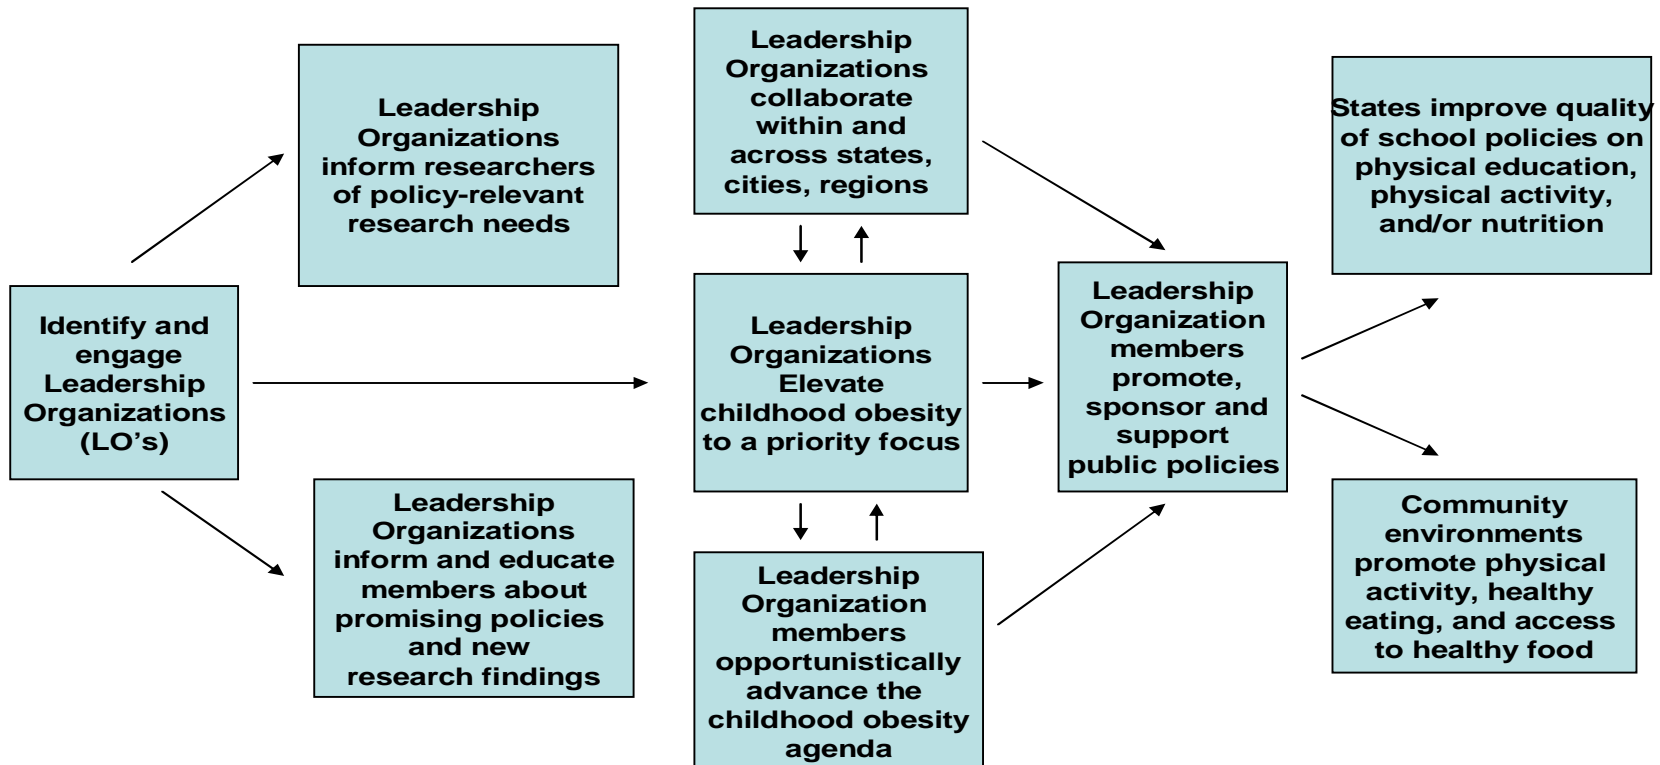 Identify and
engage
Leadership
Organizations
(LO’s)
Leadership
Organizations
inform researchers
of policy-relevant
research needs
Leadership
Organizations
inform and educate
members about
promising policies
and new
research findings
Leadership
Organizations
collaborate
within and
across states,
cities, regions
Leadership
Organizations
Elevate
childhood obesity
to a priority focus
Leadership
Organization
members
opportunistically
advance the
childhood obesity
agenda
Leadership
Organization
members
promote,
sponsor and
support
public policies
States improve quality
of school policies on
physical education,
physical activity,
and/or nutrition
Community
environments
promote physical
activity, healthy
eating, and access
to healthy food